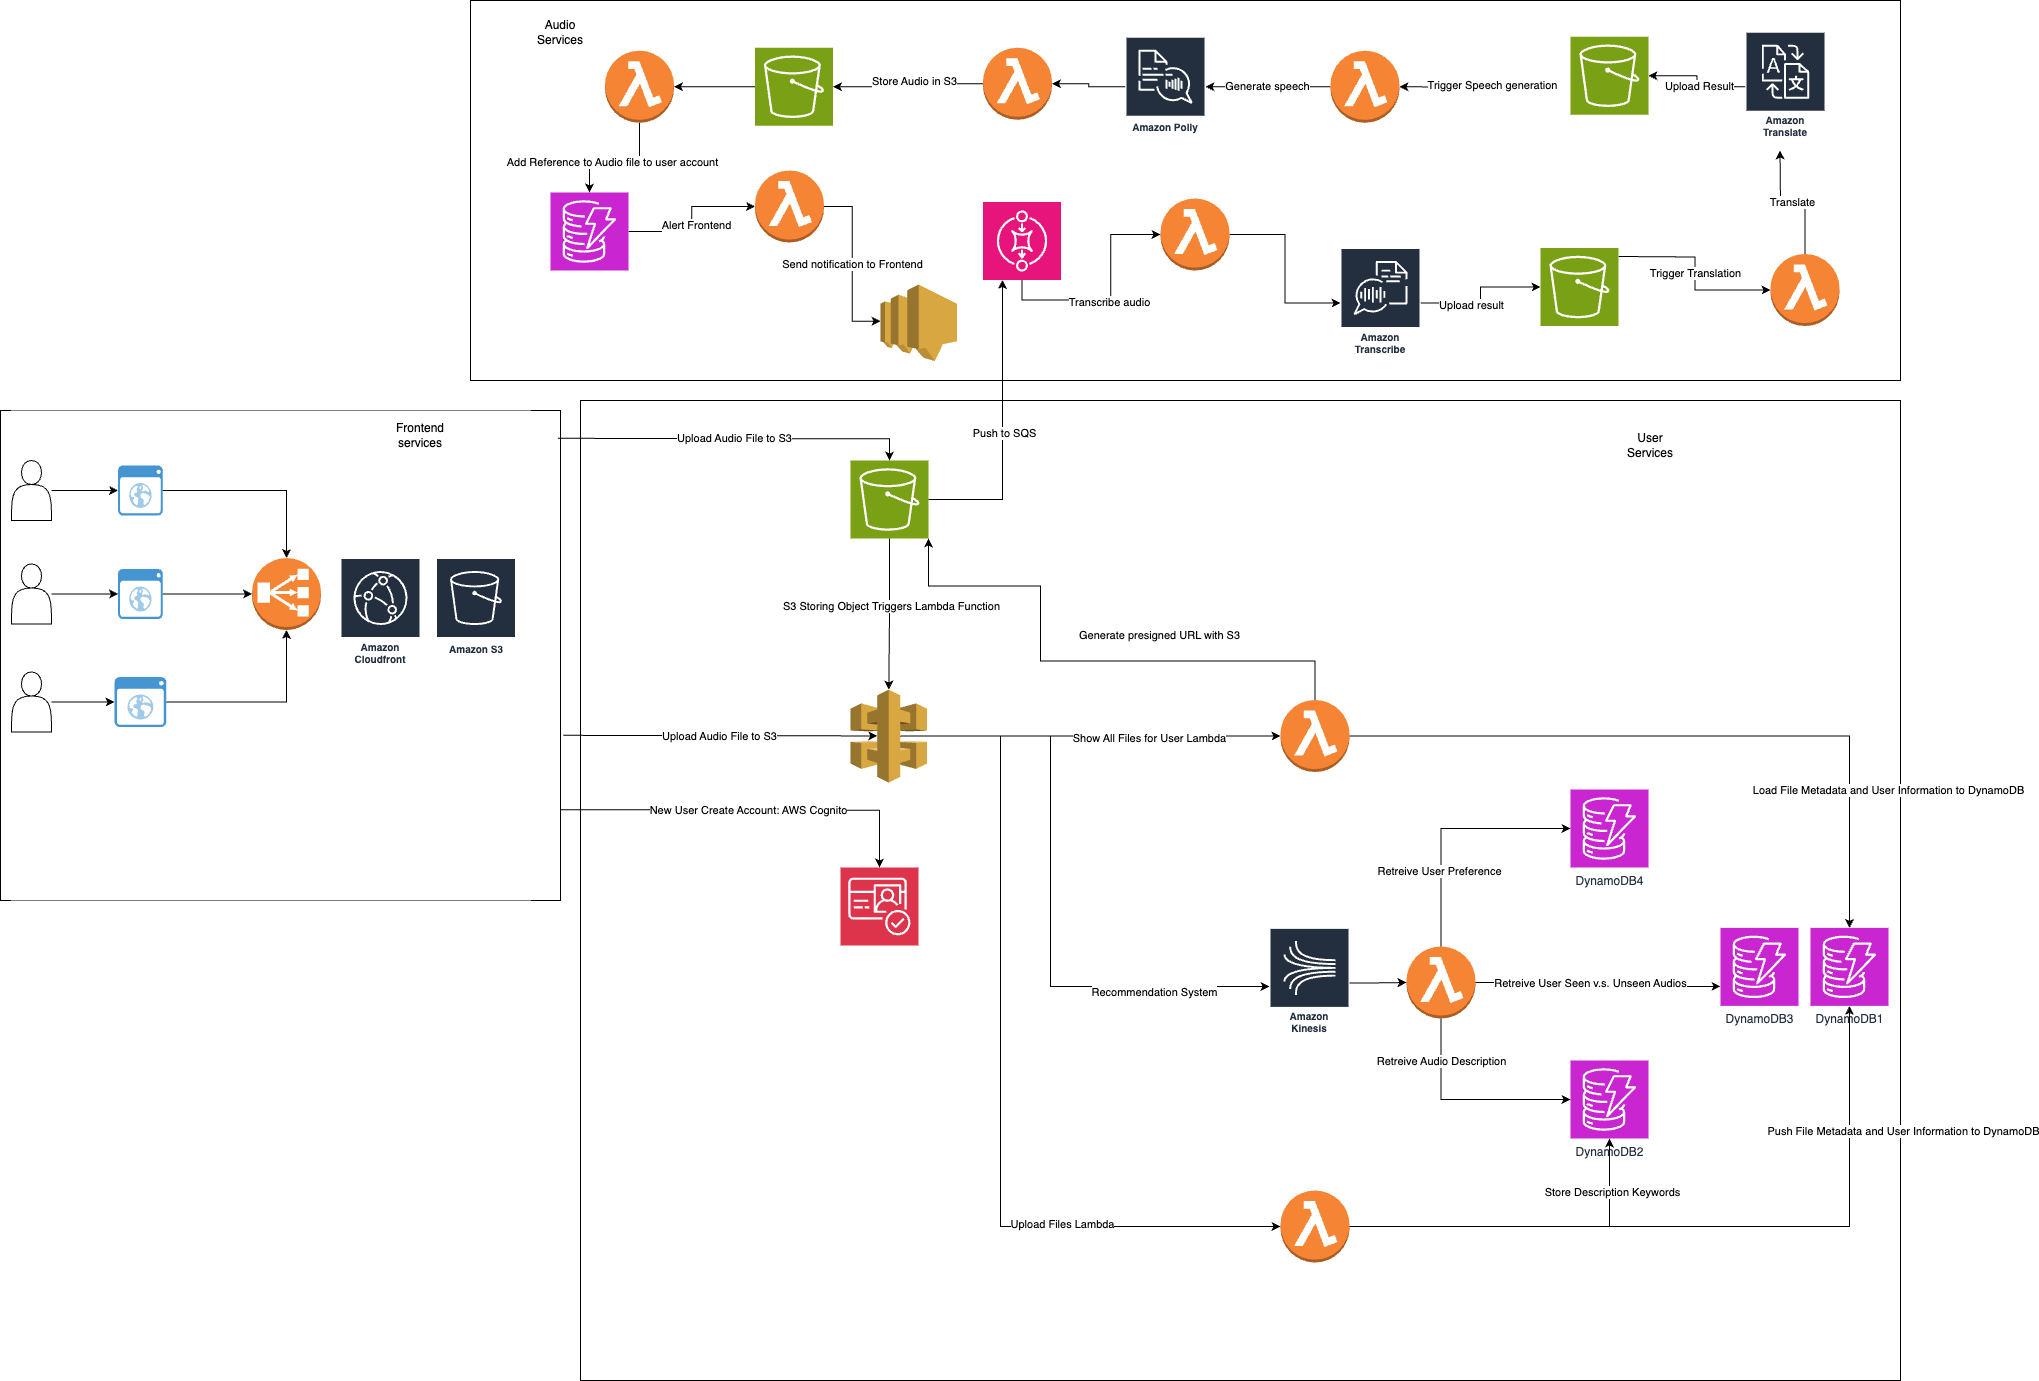 Audio
Services
Store Audio in S3
Generate speech
Trigger Speech generation
Upload Result
Amazon Polly
Amazon
Translate
Add Reference to Audio file to user account
Alert Frontend
Send notification to Frontend
Transcribe audio
Upload result
Trigger Translation
Translate
Amazon
Transcribe
Frontend
services
Amazon
Cloudfront
Amazon S3
User
Services
Upload Audio File to S3
Push to SQS
S3 Storing Object Triggers Lambda Function
Generate presigned URL with S3
Upload Audio File to S3
Show All Files for User Lambda
Load File Metadata and User Information to DynamoDB
New User Create Account: AWS Cognito
Retreive User Preference
DynamoDB4
Recommendation System
Amazon
Kinesis
Retreive User Seen v.s. Unseen Audios
DynamoDB3
DynamoDB1
Retreive Audio Description
DynamoDB2
Push File Metadata and User Information to DynamoDB
Store Description Keywords
Upload Files Lambda